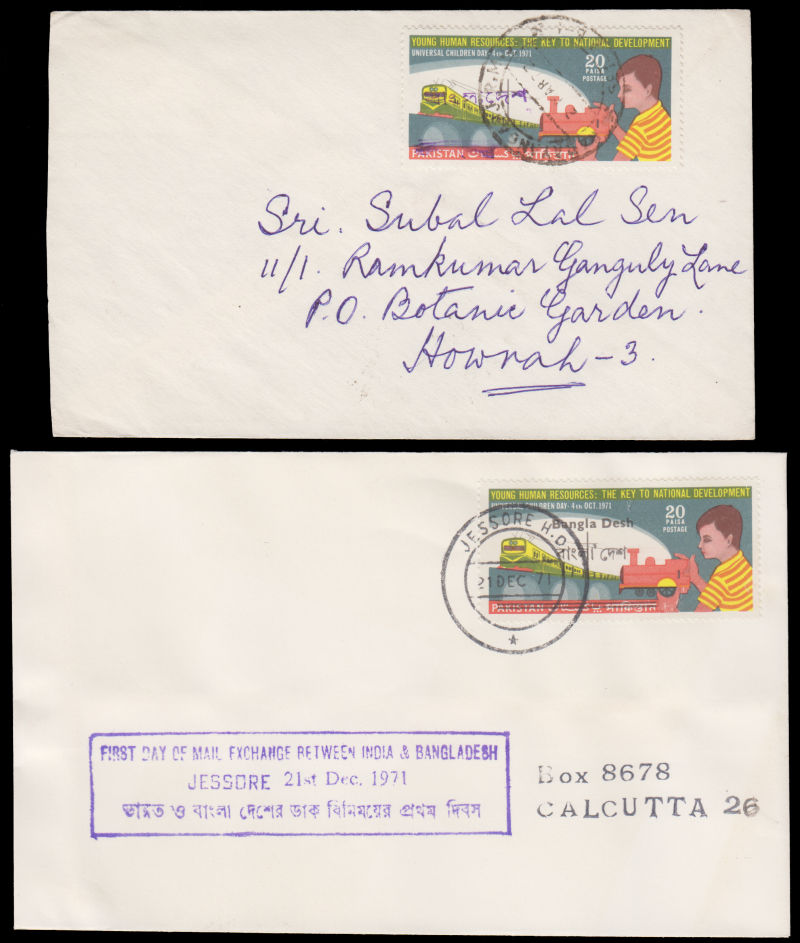 YOUNG HUMAN RESOURCES: THE KEY TO NATIONAL DEVELOPMENT
UNIVERSAL CHILDREN DAY - 4TH OCT. 1971
20
PAISA
POSTAGE
PAKISTAN پاکستان পাকিস্তান
Sri. Subal Lal Sen
11/1. Ramkumar Ganguly Lane
P.O. Botanic Garden.
Howrah - 3.
YOUNG HUMAN RESOURCES: THE KEY TO NATIONAL DEVELOPMENT
UNIVERSAL CHILDREN DAY - 4TH OCT. 1971
20
PAISA
POSTAGE
Bangla Desh
বাংলা দেশ
PAKISTAN پاکستان পাকিস্তান
JESSORE H.O
21 DEC 71
FIRST DAY OF MAIL EXCHANGE BETWEEN INDIA & BANGLADESH
JESSORE 21st Dec. 1971
ভারত ও বাংলা দেশের ডাক বিনিময়ের প্রথম দিবস
Box 8678
CALCUTTA 26